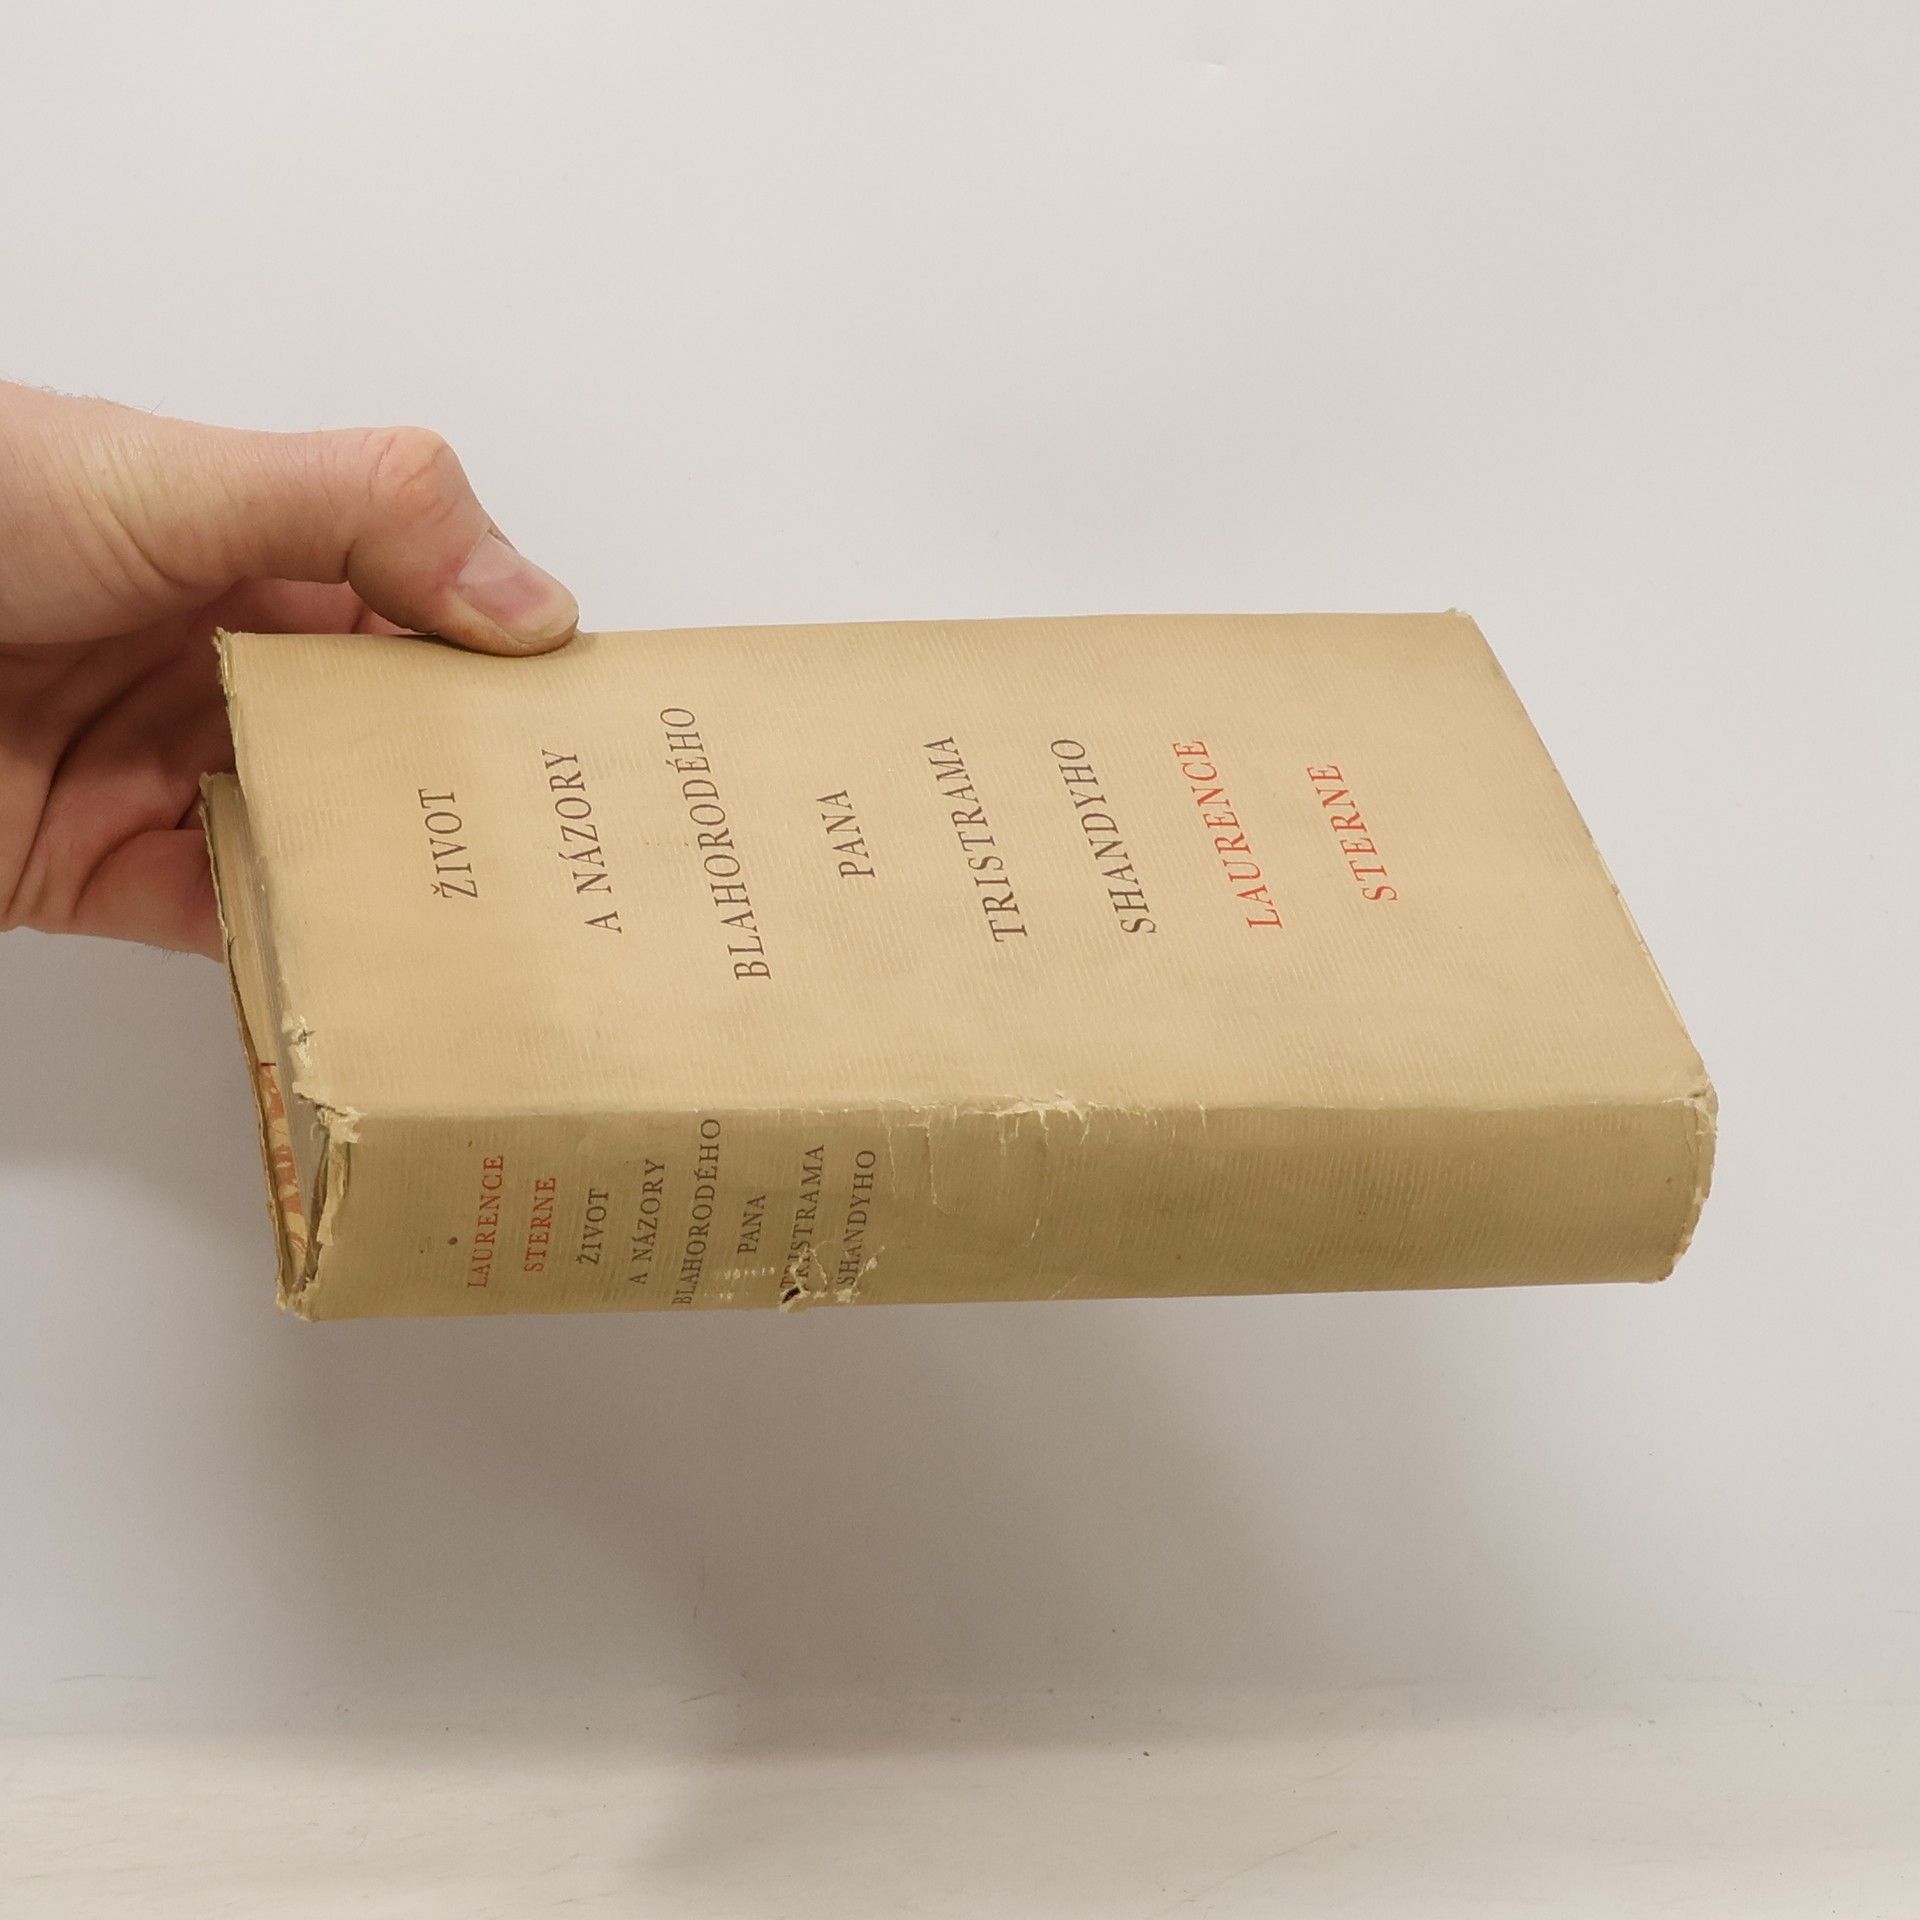 ŽIVOT
A NÁZORY
BLAHORODÉHO
PANA
TRISTRAMA
SHANDYHO
LAURENCE
STERNE
LAURENCE
STERNE
ŽIVOT
A NÁZORY
BLAHORODÉHO
PANA
TRISTRAMA
SHANDYHO